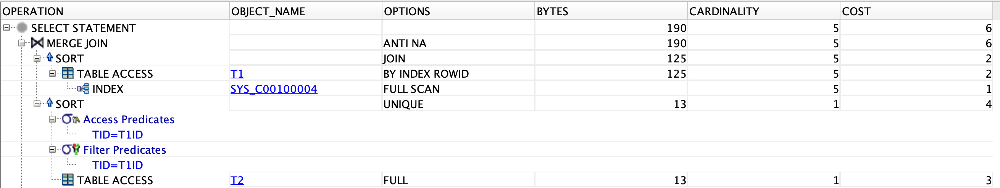 OPERATION OBJECT_NAME OPTIONS BYTES CARDINALITY COST
SELECT STATEMENT 190 5 6
MERGE JOIN ANTI NA 190 5 6
SORT JOIN 125 5 2
TABLE ACCESS T1 BY INDEX ROWID 125 5 2
INDEX SYS_C00100004 FULL SCAN 5 1
SORT UNIQUE 13 1 4
Access Predicates
TID=T1ID
Filter Predicates
TID=T1ID
TABLE ACCESS T2 FULL 13 1 3